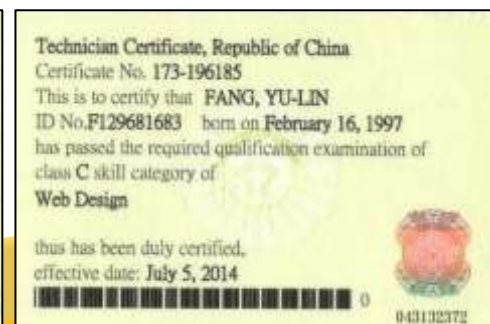 Technician Certificate, Republic of China
Certificate No. 173-196185
This is to certify that FANG, YU-LIN
ID No.F129681683 born on February 16, 1997
has passed the required qualification examination of
class C skill category of
Web Design
thus has been duly certified,
effective date: July 5, 2014
0
043132372